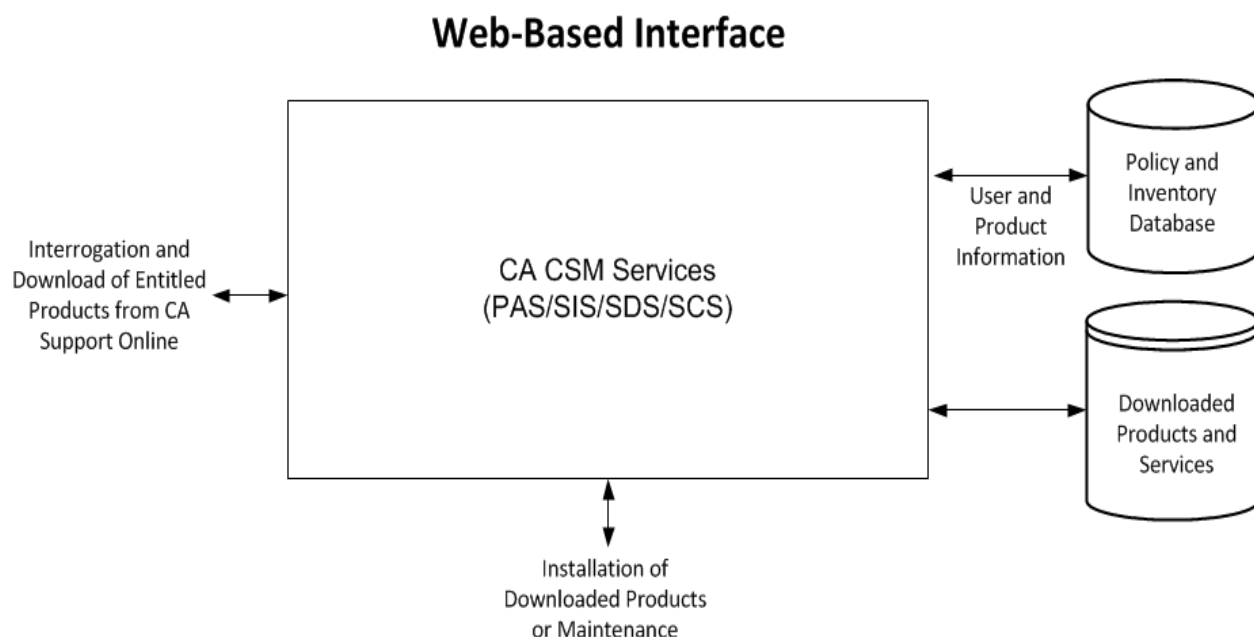 Web-Based Interface
Interrogation and
Download of Entitled
Products from CA
Support Online
CA CSM Services
(PAS/SIS/SDS/SCS)
User and
Product
Information
Policy and
Inventory
Database
Downloaded
Products and
Services
Installation of
Downloaded Products
or Maintenance